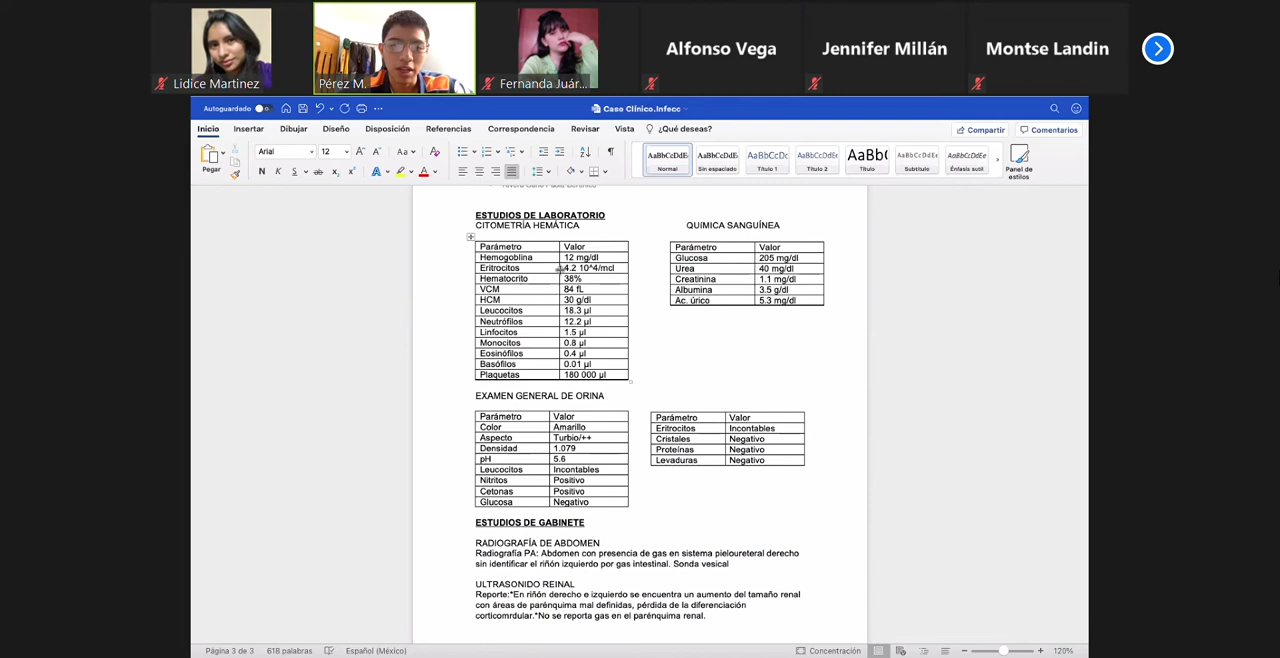 Lidice Martinez
Pérez M.
Fernanda Juár...
Alfonso Vega
Jennifer Millán
Montse Landin
Autoguardado
Caso Clínico.Infecc
Inicio Insertar Dibujar Diseño Disposición Referencias Correspondencia Revisar Vista ¿Qué deseas? Compartir Comentarios
Pegar
Arial 12
N K S ab x₂ x²
AaBbCcDdEe Normal
AaBbCcDdEe Sin espaciado
AaBbCcDc Título 1
AaBbCcDdEe Título 2
AaBb( Título
AaBbCcDdEe Subtítulo
AaBbCcDdEe Énfasis sutil
Panel de estilos
ESTUDIOS DE LABORATORIO
CITOMETRÍA HEMÁTICA
Parámetro Valor
Hemogoblina 12 mg/dl
Eritrocitos 4.2 10^4/mcl
Hematocrito 38%
VCM 84 fL
HCM 30 g/dl
Leucocitos 18.3 µl
Neutrófilos 12.2 µl
Linfocitos 1.5 µl
Monocitos 0.8 µl
Eosinófilos 0.4 µl
Basófilos 0.01 µl
Plaquetas 180 000 µl
QUIMICA SANGUÍNEA
Parámetro Valor
Glucosa 205 mg/dl
Urea 40 mg/dl
Creatinina 1.1 mg/dl
Albumina 3.5 g/dl
Ac. úrico 5.3 mg/dl
EXAMEN GENERAL DE ORINA
Parámetro Valor
Color Amarillo
Aspecto Turbio/++
Densidad 1.079
pH 5.6
Leucocitos Incontables
Nitritos Positivo
Cetonas Positivo
Glucosa Negativo
Parámetro Valor
Eritrocitos Incontables
Cristales Negativo
Proteínas Negativo
Levaduras Negativo
ESTUDIOS DE GABINETE
RADIOGRAFÍA DE ABDOMEN
Radiografía PA: Abdomen con presencia de gas en sistema pieloureteral derecho
sin identificar el riñón izquierdo por gas intestinal. Sonda vesical
ULTRASONIDO REINAL
Reporte:*En riñón derecho e izquierdo se encuentra un aumento del tamaño renal
con áreas de parénquima mal definidas, pérdida de la diferenciación
corticomrdular.*No se reporta gas en el parénquima renal.
Página 3 de 3 618 palabras Español (México) Concentración 120%